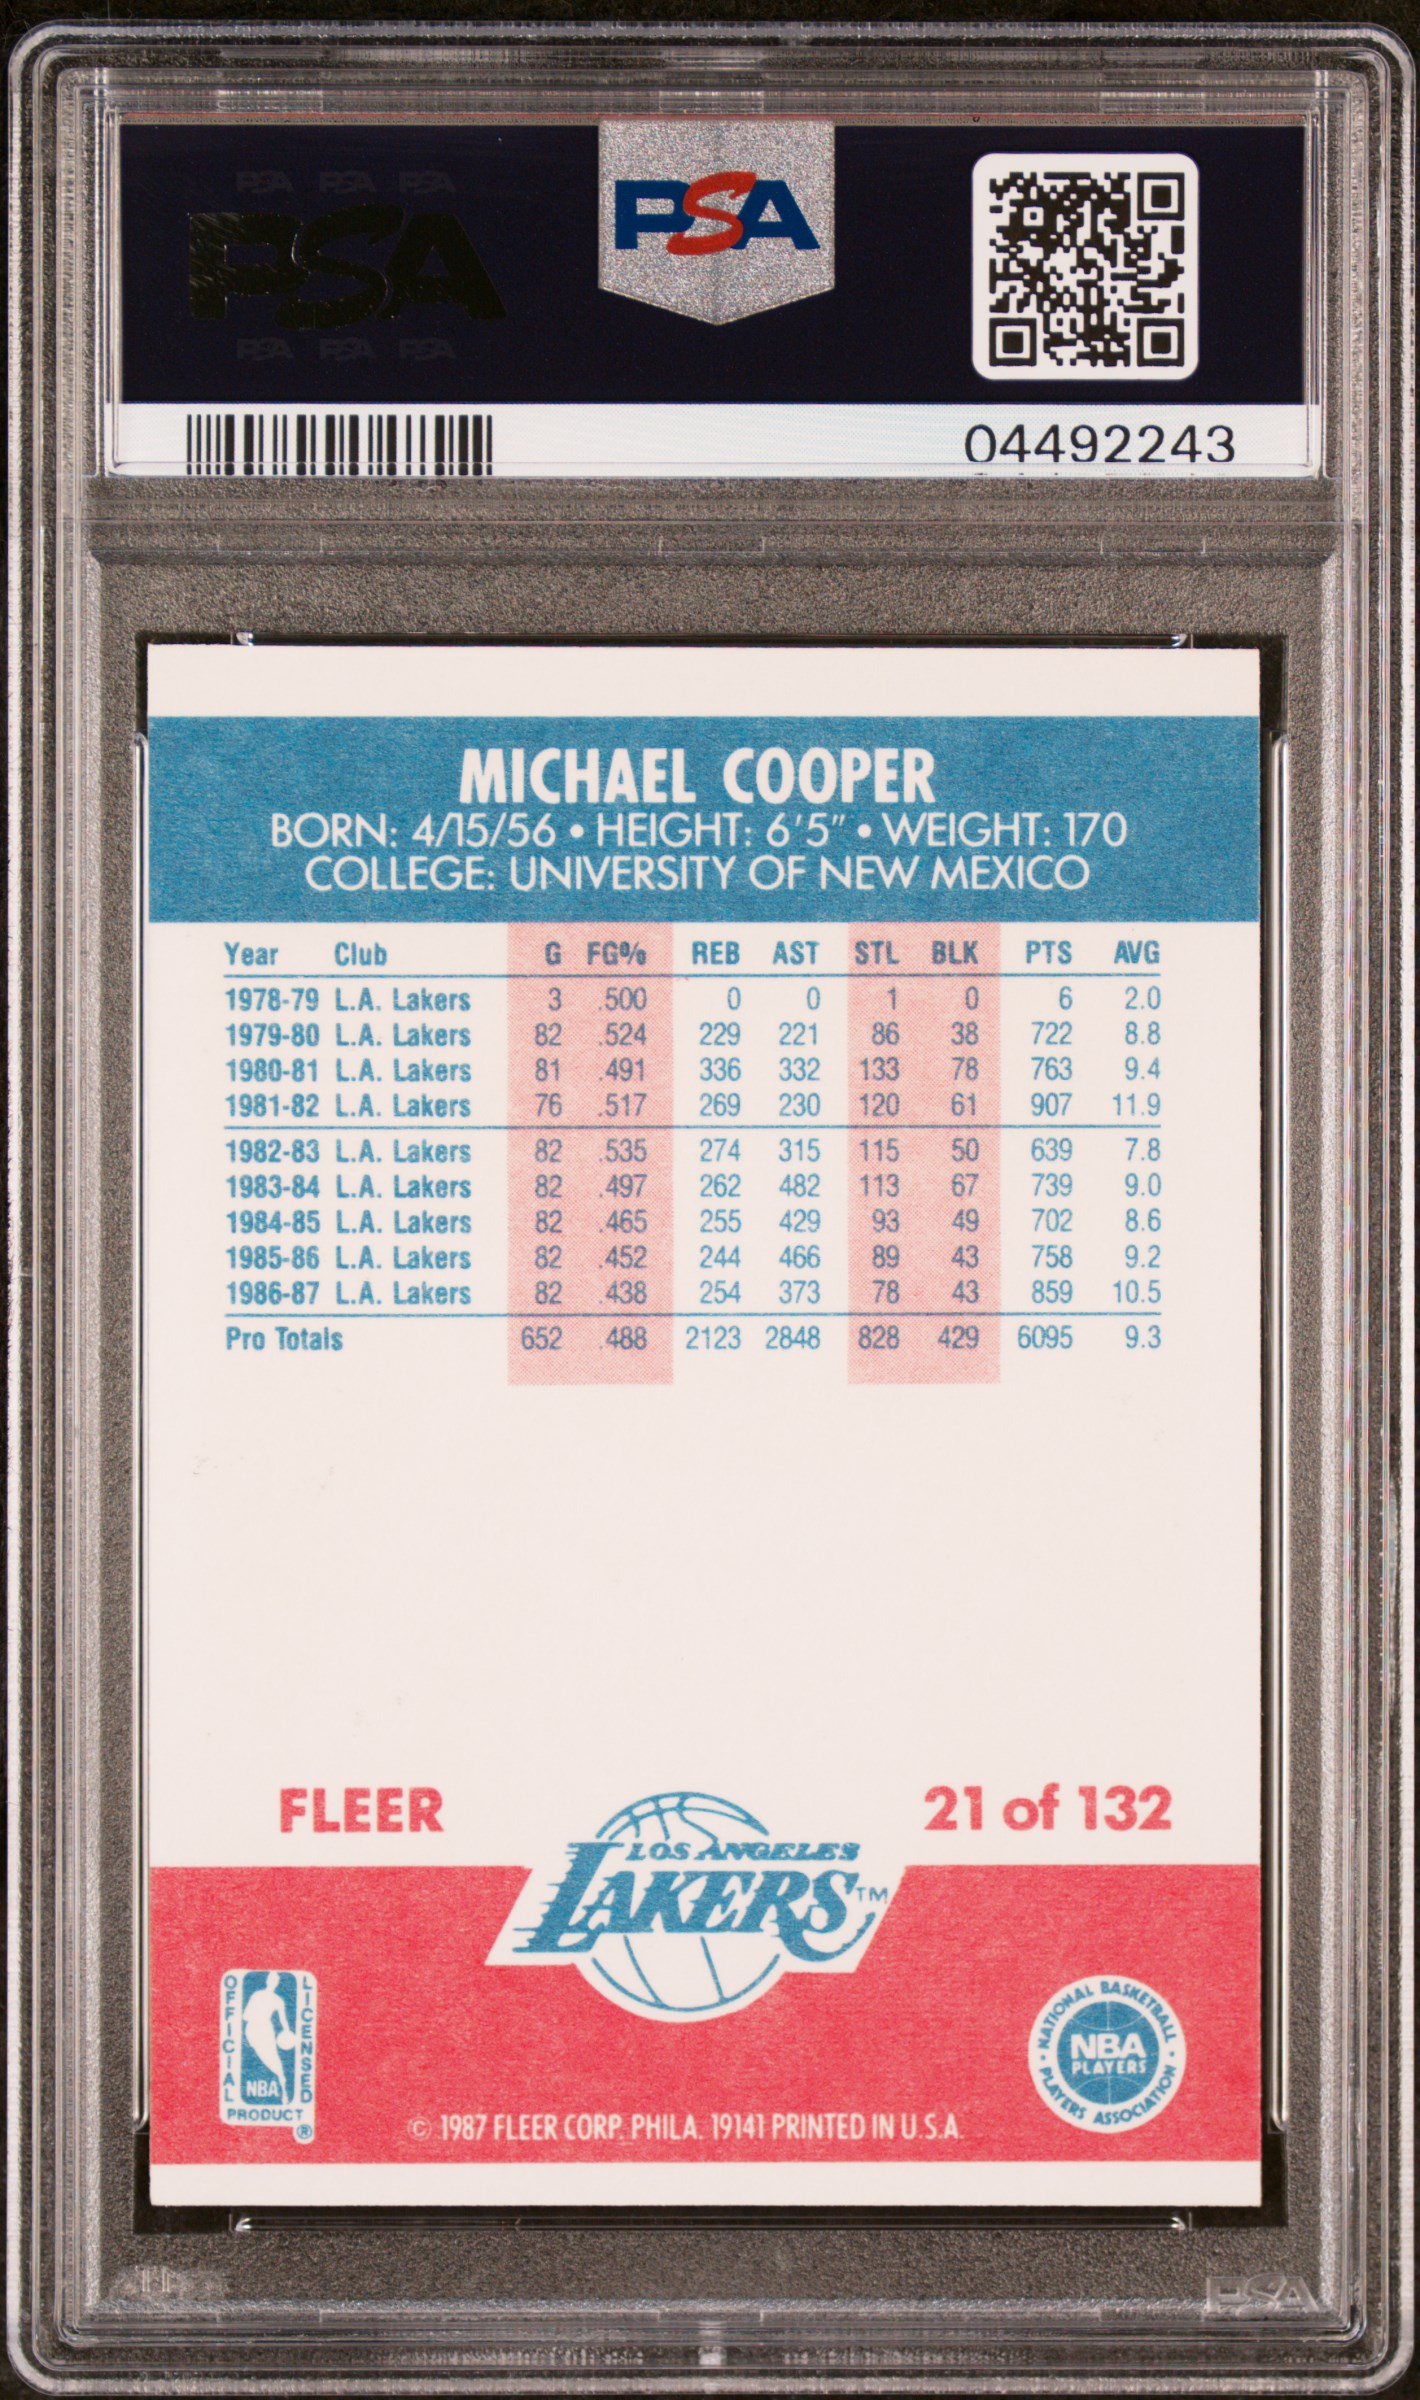 PSA PSA PSA
PSA
PSA PSA PSA
PSA
04492243
MICHAEL COOPER
BORN: 4/15/56 • HEIGHT: 6'5" • WEIGHT: 170
COLLEGE: UNIVERSITY OF NEW MEXICO
Year Club G FG% REB AST STL BLK PTS AVG
1978-79 L.A. Lakers 3 .500 0 0 1 0 6 2.0
1979-80 L.A. Lakers 82 .524 229 221 86 38 722 8.8
1980-81 L.A. Lakers 81 .491 336 332 133 78 763 9.4
1981-82 L.A. Lakers 76 .517 269 230 120 61 907 11.9
1982-83 L.A. Lakers 82 .535 274 315 115 50 639 7.8
1983-84 L.A. Lakers 82 .497 262 482 113 67 739 9.0
1984-85 L.A. Lakers 82 .465 255 429 93 49 702 8.6
1985-86 L.A. Lakers 82 .452 244 466 89 43 758 9.2
1986-87 L.A. Lakers 82 .438 254 373 78 43 859 10.5
Pro Totals 652 .488 2123 2848 828 429 6095 9.3
FLEER
21 of 132
LOS ANGELES
LAKERS™
OFFICIAL LICENSED
NBA
PRODUCT
®
NATIONAL BASKETBALL
NBA
PLAYERS
• PLAYERS ASSOCIATION •
© 1987 FLEER CORP. PHILA. 19141 PRINTED IN U.S.A.
PSA